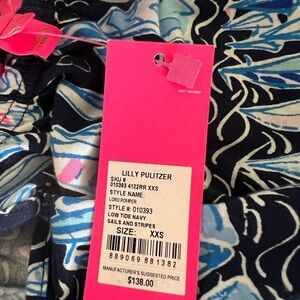 LILLY PULITZER
SKU #
010393 4122RR XXS
STYLE NAME:
LORO ROMPER
STYLE #: 010393
LOW TIDE NAVY
SAILS AND STRIPES
SIZE: XXS
889069 881382
MANUFACTURER'S SUGGESTED PRICE
$138.00